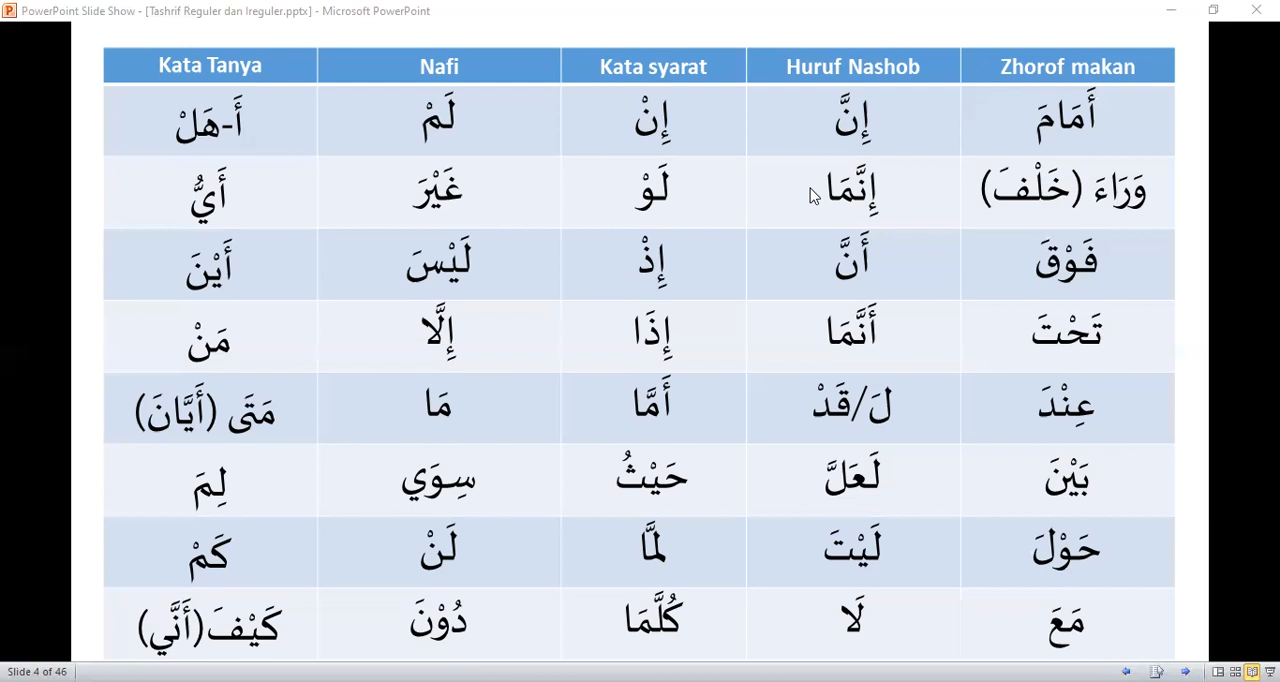 PowerPoint Slide Show - [Tashrif Reguler dan Ireguler.pptx] - Microsoft PowerPoint
Kata Tanya Nafi Kata syarat Huruf Nashob Zhorof makan
أَمَامَ إِنَّ إِنْ لَمْ أَ-هَلْ
وَرَاءَ (خَلْفَ) إِنَّمَا لَوْ غَيْرَ أَيُّ
فَوْقَ أَنَّ إِذْ لَيْسَ أَيْنَ
تَحْتَ أَنَّمَا إِذَا إِلَّا مَنْ
عِنْدَ لَ/قَدْ أَمَّا مَا مَتَى (أَيَّانَ)
بَيْنَ لَعَلَّ حَيْثُ سِوَي لِمَ
حَوْلَ لَيْتَ لَمَّا لَنْ كَمْ
مَعَ لَا كُلَّمَا دُوْنَ كَيْفَ (أَنَّي)
Slide 4 of 46